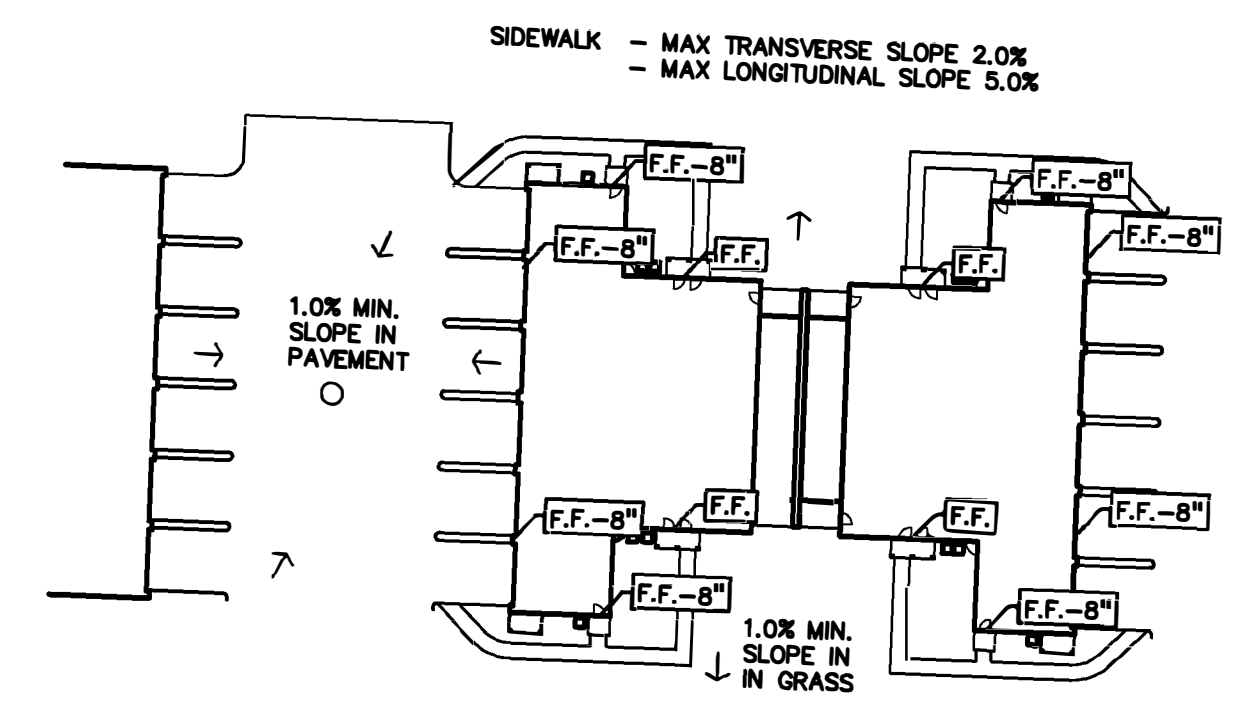 SIDEWALK - MAX TRANSVERSE SLOPE 2.0%
- MAX LONGITUDINAL SLOPE 5.0%
F.F.-8"
F.F.-8"
F.F.-8"
F.F.-8"
F.F.
F.F.
1.0% MIN.
SLOPE IN
PAVEMENT
F.F.-8"
F.F.
F.F.
F.F.-8"
F.F.-8"
F.F.-8"
1.0% MIN.
SLOPE IN
IN GRASS